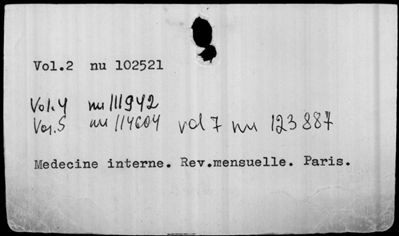 Vol.2 nu 102521
Vol.4 nu 111942
Vol.5 nu 114604 vol 7 nu 123887
Medecine interne. Rev.mensuelle. Paris.